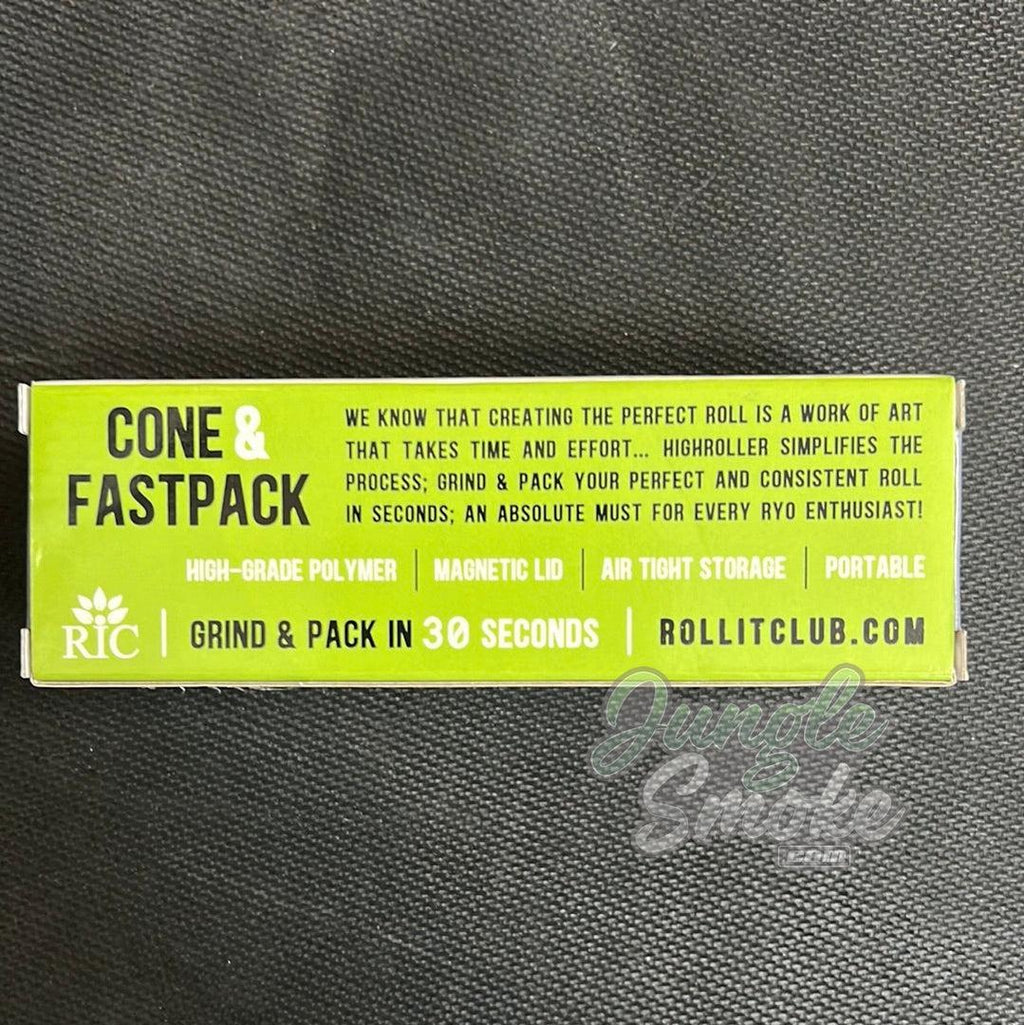 CONE &
FASTPACK
WE KNOW THAT CREATING THE PERFECT ROLL IS A WORK OF ART
THAT TAKES TIME AND EFFORT... HIGHROLLER SIMPLIFIES THE
PROCESS; GRIND & PACK YOUR PERFECT AND CONSISTENT ROLL
IN SECONDS; AN ABSOLUTE MUST FOR EVERY RYO ENTHUSIAST!
HIGH-GRADE POLYMER | MAGNETIC LID | AIR TIGHT STORAGE | PORTABLE
RIC | GRIND & PACK IN 30 SECONDS | ROLLITCLUB.COM
Jungle
Smoke
.com